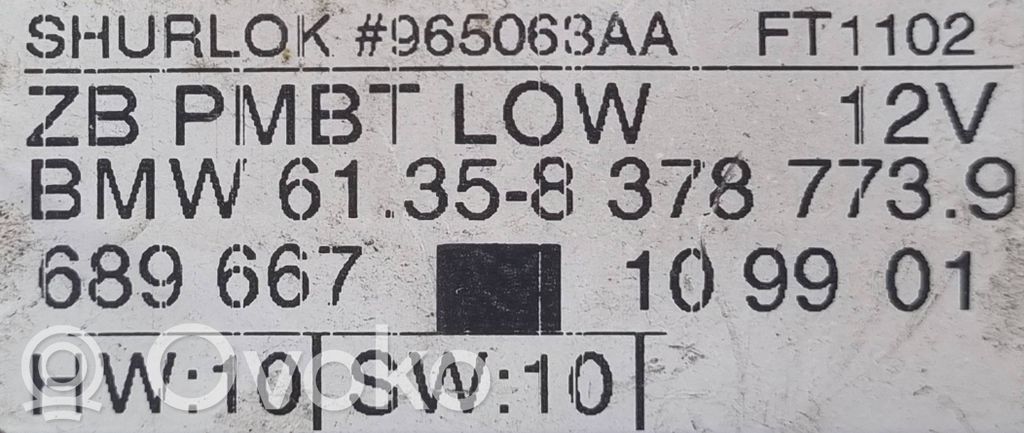 SHURLOK #965063AA FT1102
ZB PMBT LOW 12V
BMW 61.35-8 378 773.9
689 667 10 99 01
HW:10 SW:10
Ovoko